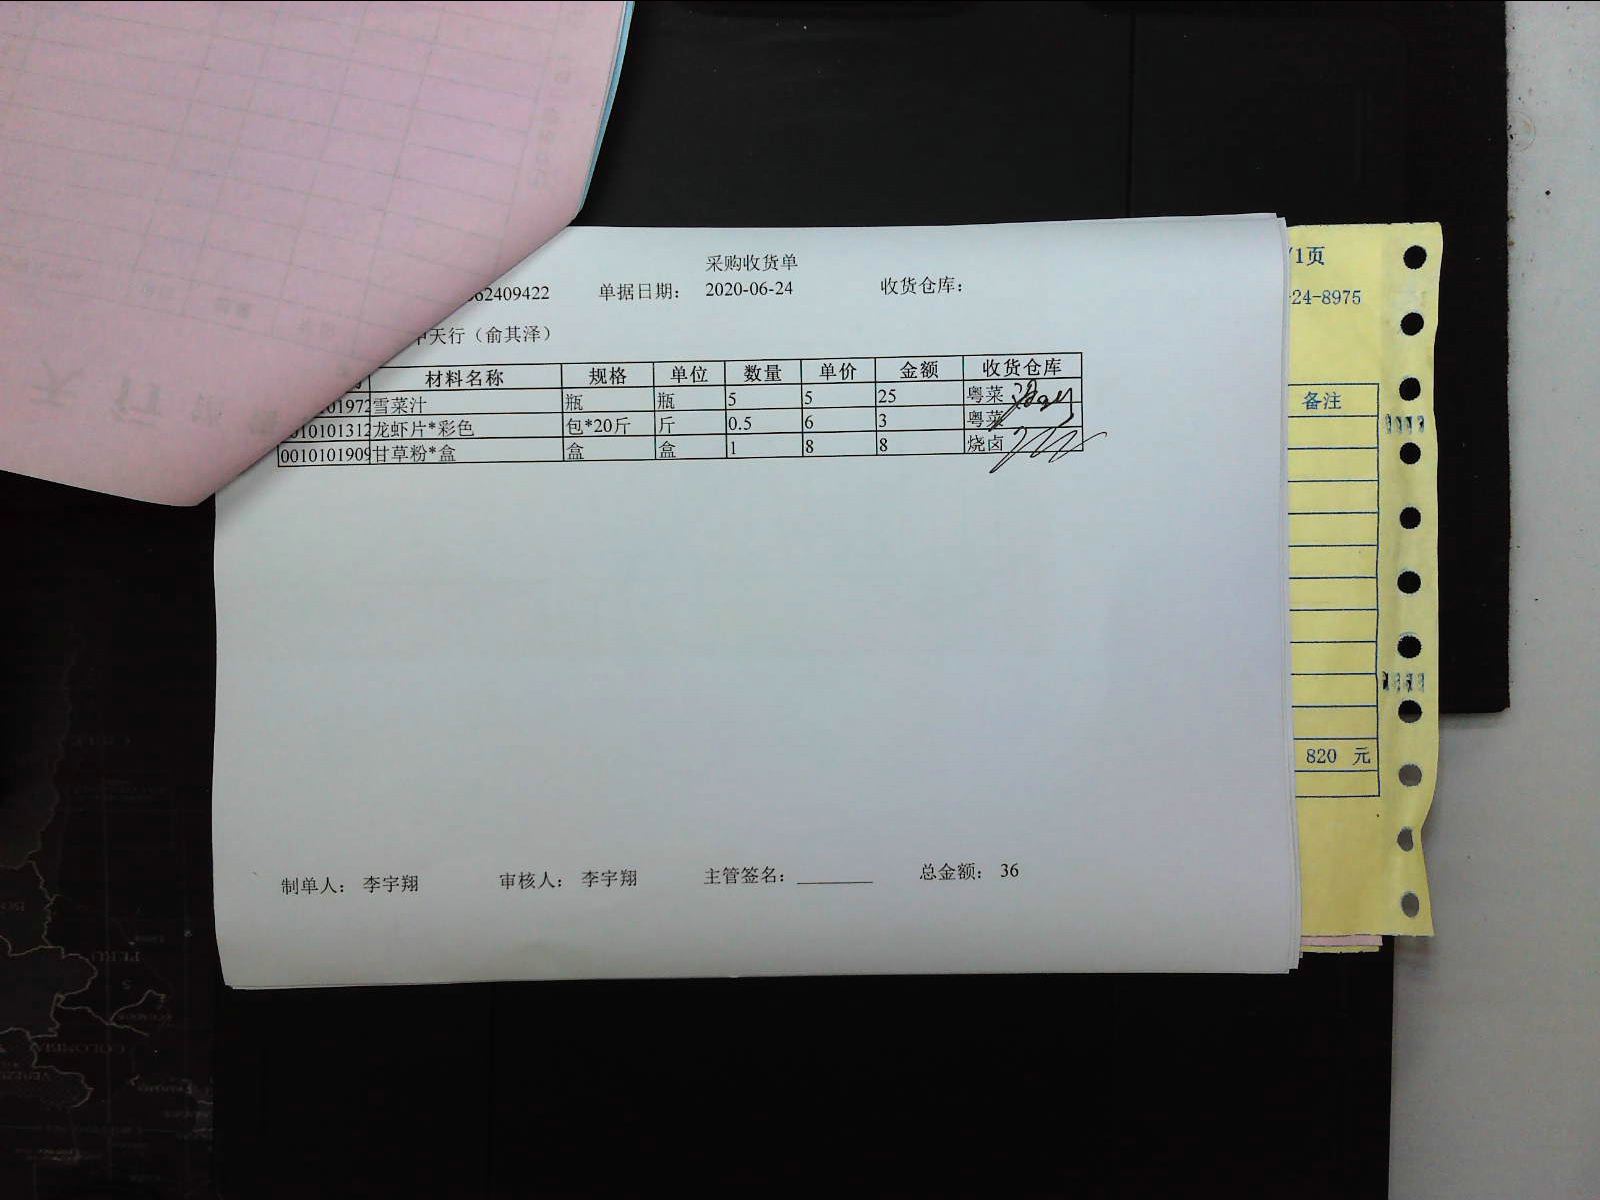 采购收货单
62409422 单据日期： 2020-06-24 收货仓库：
中天行（俞其泽）
材料名称 规格 单位 数量 单价 金额 收货仓库
01972 雪菜汁 瓶 瓶 5 5 25 粤菜
010101312 龙虾片*彩色 包*20斤 斤 0.5 6 3 粤菜
0010101909 甘草粉*盒 盒 盒 1 8 8 烧卤
制单人： 李宇翔 审核人： 李宇翔 主管签名： 总金额： 36
/1页
24-8975
备注
820 元